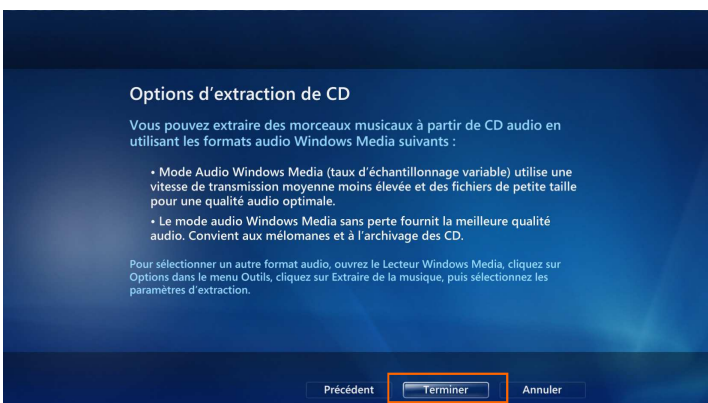 Options d'extraction de CD
Vous pouvez extraire des morceaux musicaux à partir de CD audio en
utilisant les formats audio Windows Media suivants :
• Mode Audio Windows Media (taux d'échantillonnage variable) utilise une
vitesse de transmission moyenne moins élevée et des fichiers de petite taille
pour une qualité audio optimale.
• Le mode audio Windows Media sans perte fournit la meilleure qualité
audio. Convient aux mélomanes et à l'archivage des CD.
Pour sélectionner un autre format audio, ouvrez le Lecteur Windows Media, cliquez sur
Options dans le menu Outils, cliquez sur Extraire de la musique, puis sélectionnez les
paramètres d'extraction.
Précédent Terminer Annuler